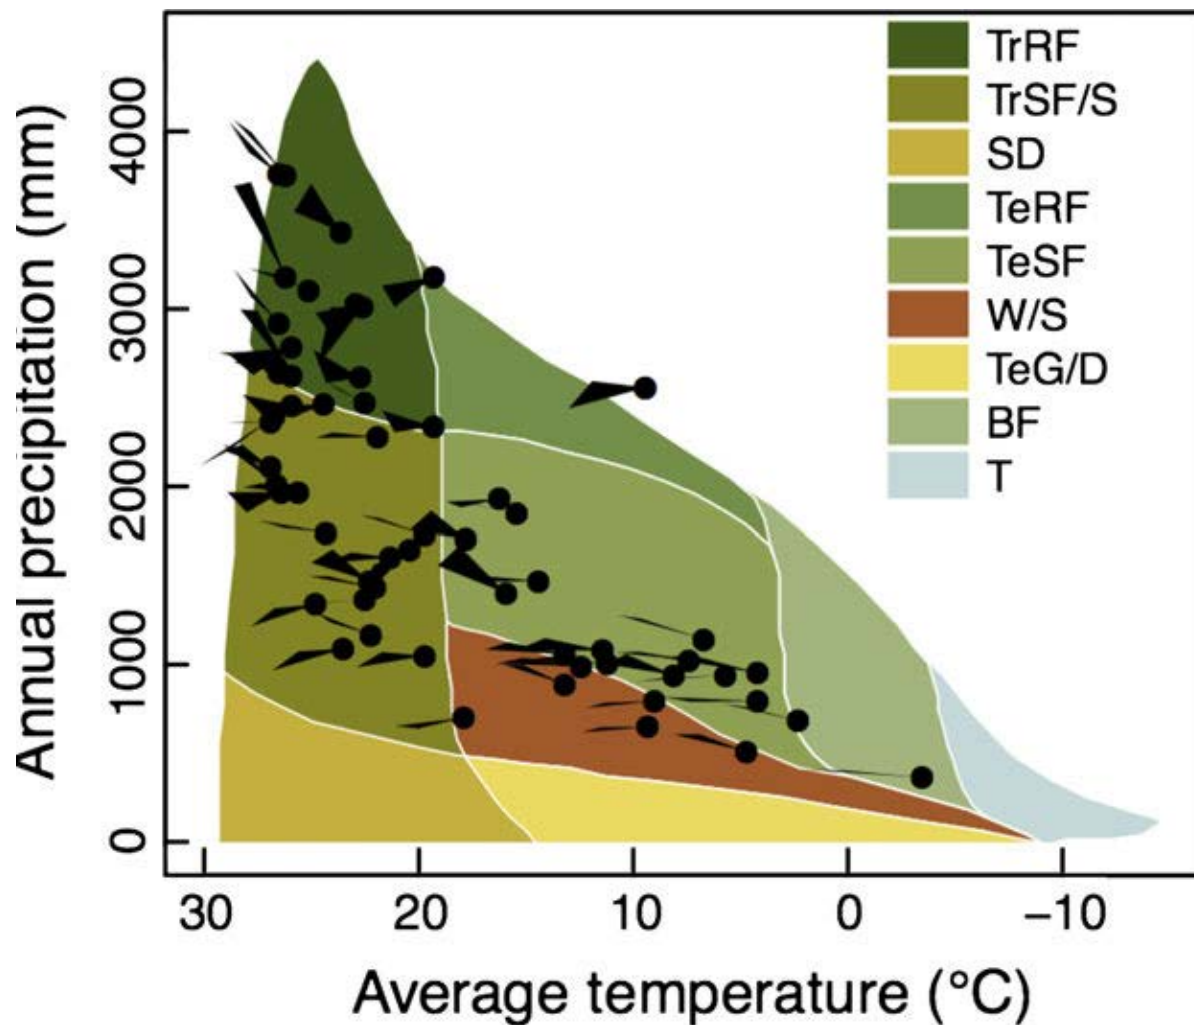 Annual precipitation (mm)
4000
3000
2000
1000
0
TrRF
TrSF/S
SD
TeRF
TeSF
W/S
TeG/D
BF
T
30 20 10 0 −10
Average temperature (°C)